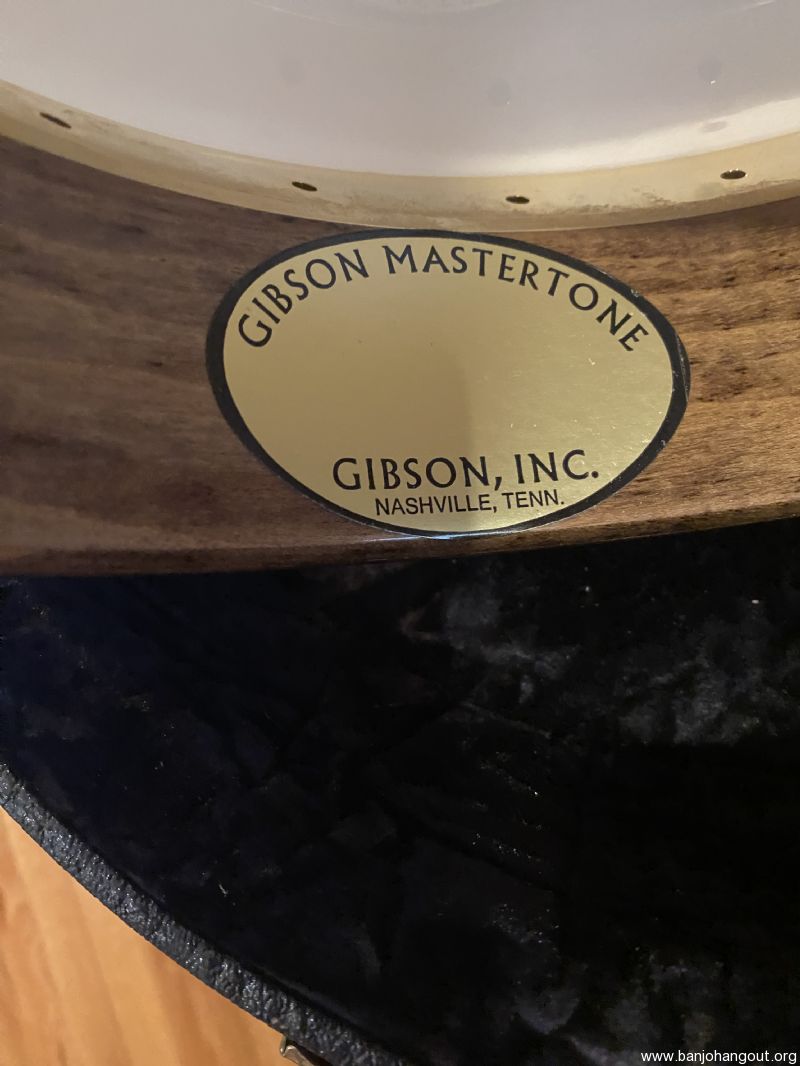 GIBSON MASTERTONE
GIBSON, INC.
NASHVILLE, TENN.
www.banjohangout.org